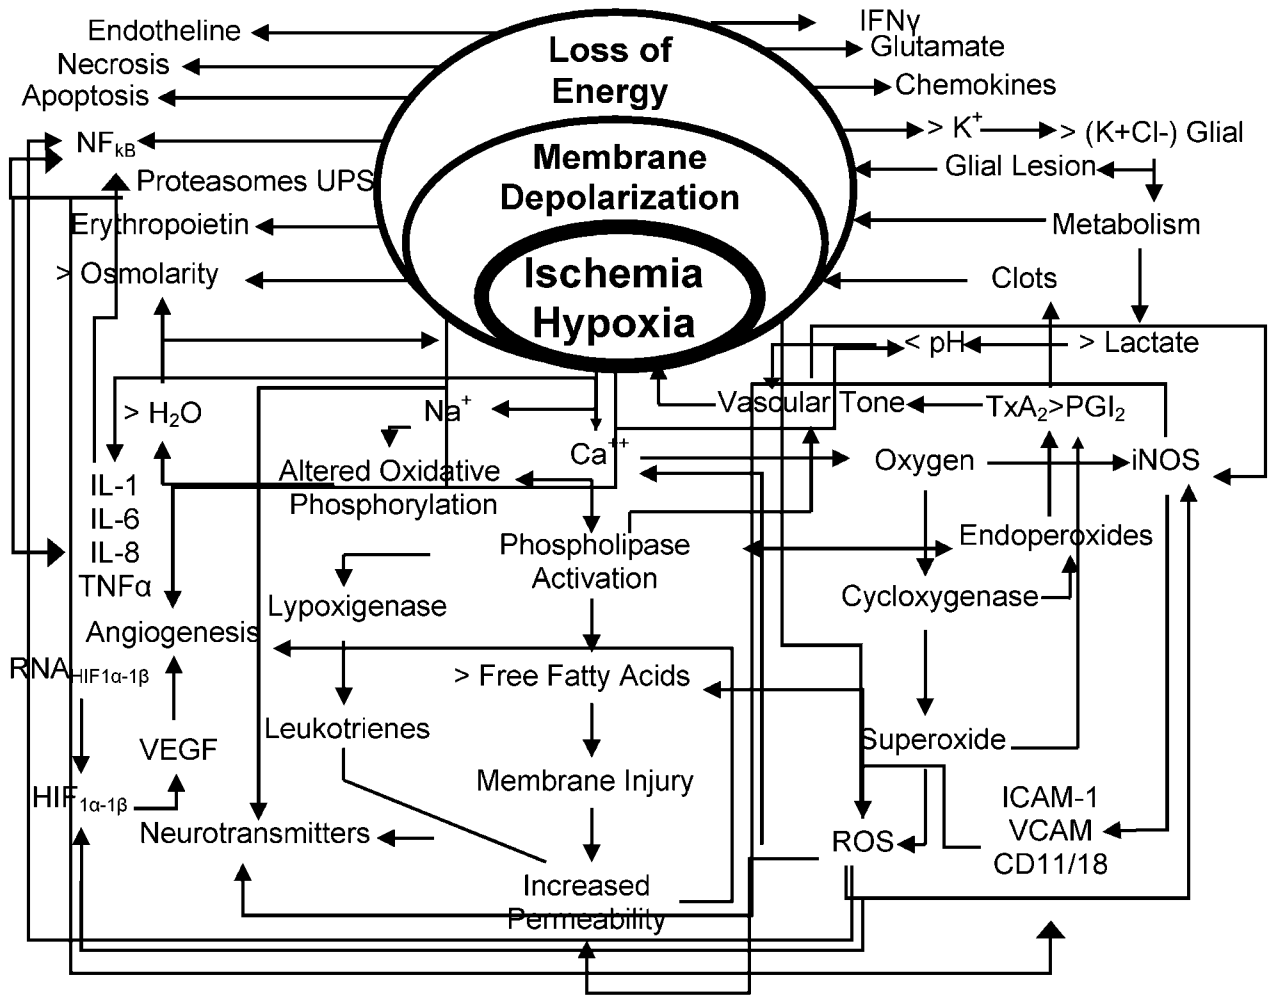 Endotheline
Necrosis
Apoptosis
NFkB
Proteasomes UPS
Erythropoietin
> Osmolarity
Loss of
Energy
Membrane
Depolarization
Ischemia
Hypoxia
IFNγ
Glutamate
Chemokines
> K+
> (K+Cl-) Glial
Glial Lesion
Metabolism
Clots
< pH
> Lactate
Vascular Tone
TxA2>PGI2
> H2O
Na+
Ca++
Oxygen
iNOS
Altered Oxidative
Phosphorylation
IL-1
IL-6
IL-8
TNFα
Phospholipase
Activation
Endoperoxides
Lypoxigenase
Cycloxygenase
Angiogenesis
RNAHIF1α-1β
> Free Fatty Acids
Leukotrienes
Superoxide
VEGF
Membrane Injury
HIF1α-1β
Neurotransmitters
ROS
ICAM-1
VCAM
CD11/18
Increased
Permeability